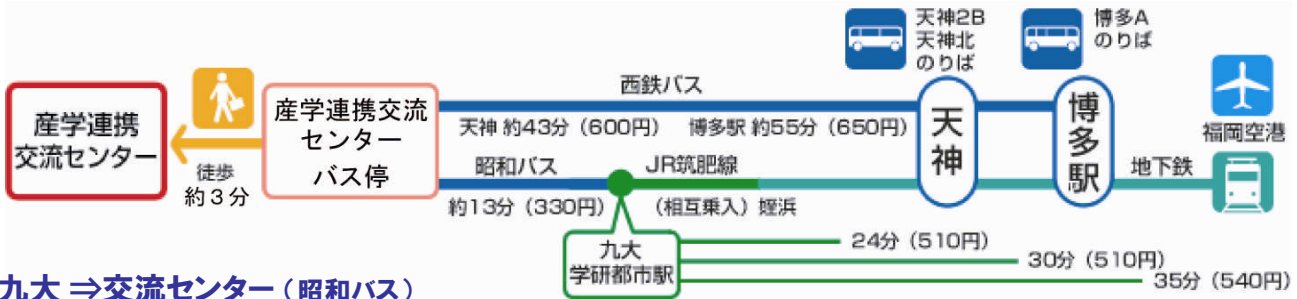 天神2B
天神北
のりば
博多A
のりば
西鉄バス
産学連携
交流センター
産学連携交流
センター
バス停
天神 約43分（600円）
博多駅 約55分（650円）
天神
博多駅
福岡空港
徒歩
約３分
昭和バス
JR筑肥線
地下鉄
約13分（330円）
（相互乗入）姪浜
九大
学研都市駅
24分（510円）
30分（510円）
35分（540円）
九大 ⇒交流センター（昭和バス）